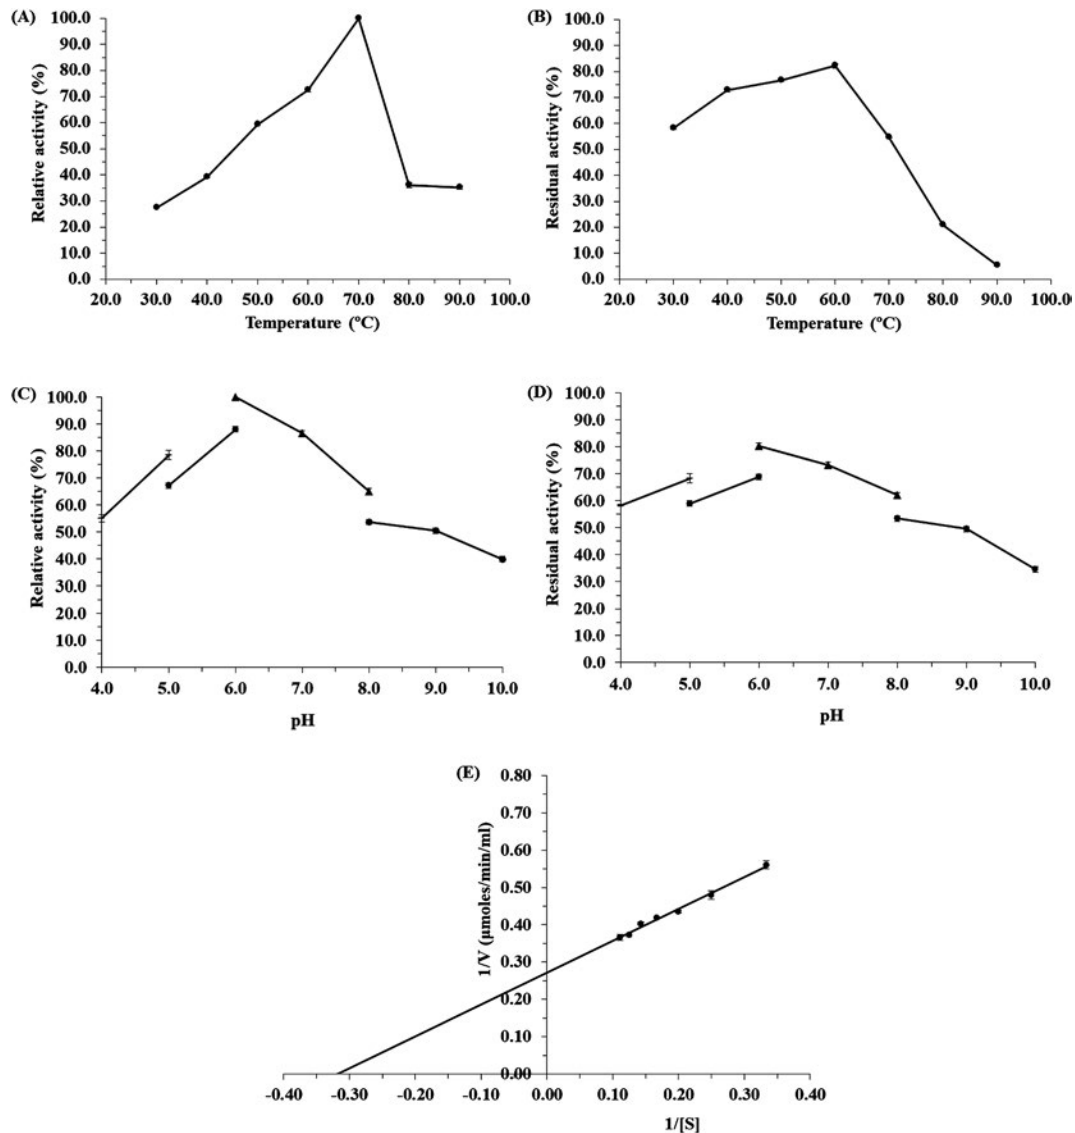 (A)
Relative activity (%)
100.0
90.0
80.0
70.0
60.0
50.0
40.0
30.0
20.0
10.0
0.0
20.0 30.0 40.0 50.0 60.0 70.0 80.0 90.0 100.0
Temperature (ºC)
(B)
Residual activity (%)
100.0
90.0
80.0
70.0
60.0
50.0
40.0
30.0
20.0
10.0
0.0
20.0 30.0 40.0 50.0 60.0 70.0 80.0 90.0 100.0
Temperature (ºC)
(C)
Relative activity (%)
100.0
90.0
80.0
70.0
60.0
50.0
40.0
30.0
20.0
10.0
0.0
4.0 5.0 6.0 7.0 8.0 9.0 10.0
pH
(D)
Residual activity (%)
100.0
90.0
80.0
70.0
60.0
50.0
40.0
30.0
20.0
10.0
0.0
4.0 5.0 6.0 7.0 8.0 9.0 10.0
pH
(E)
1/V (µmoles/min/ml)
0.80
0.70
0.60
0.50
0.40
0.30
0.20
0.10
0.00
-0.40 -0.30 -0.20 -0.10 0.00 0.10 0.20 0.30 0.40
1/[S]